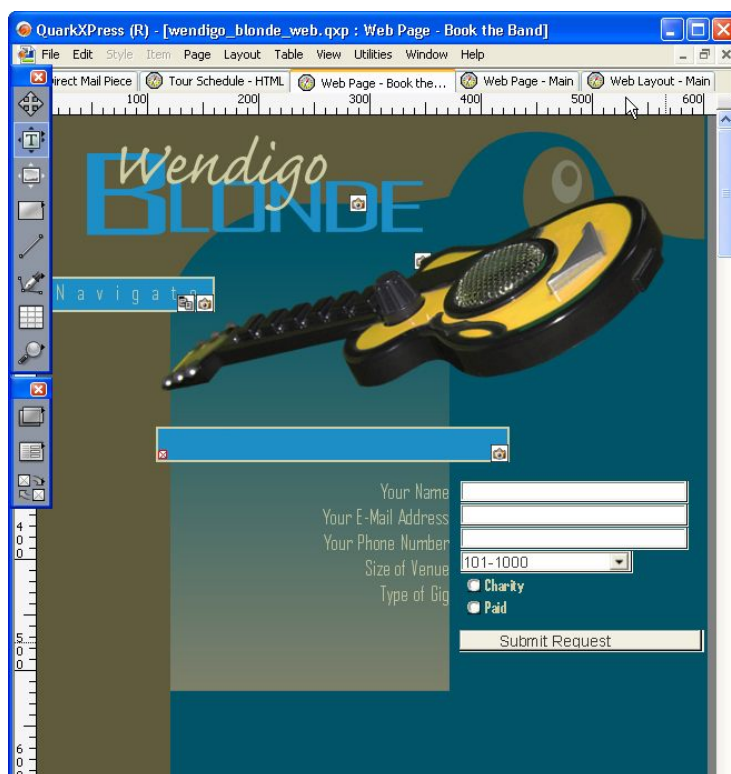 QuarkXPress (R) - [wendigo_blonde_web.qxp : Web Page - Book the Band]
File Edit Style Item Page Layout Table View Utilities Window Help
irect Mail Piece Tour Schedule - HTML Web Page - Book the... Web Page - Main Web Layout - Main
100 200 300 400 500 600
Wendigo
BLONDE
Navigat
Your Name
Your E-Mail Address
Your Phone Number
Size of Venue 101-1000
Type of Gig Charity
Paid
Submit Request
400
500
600